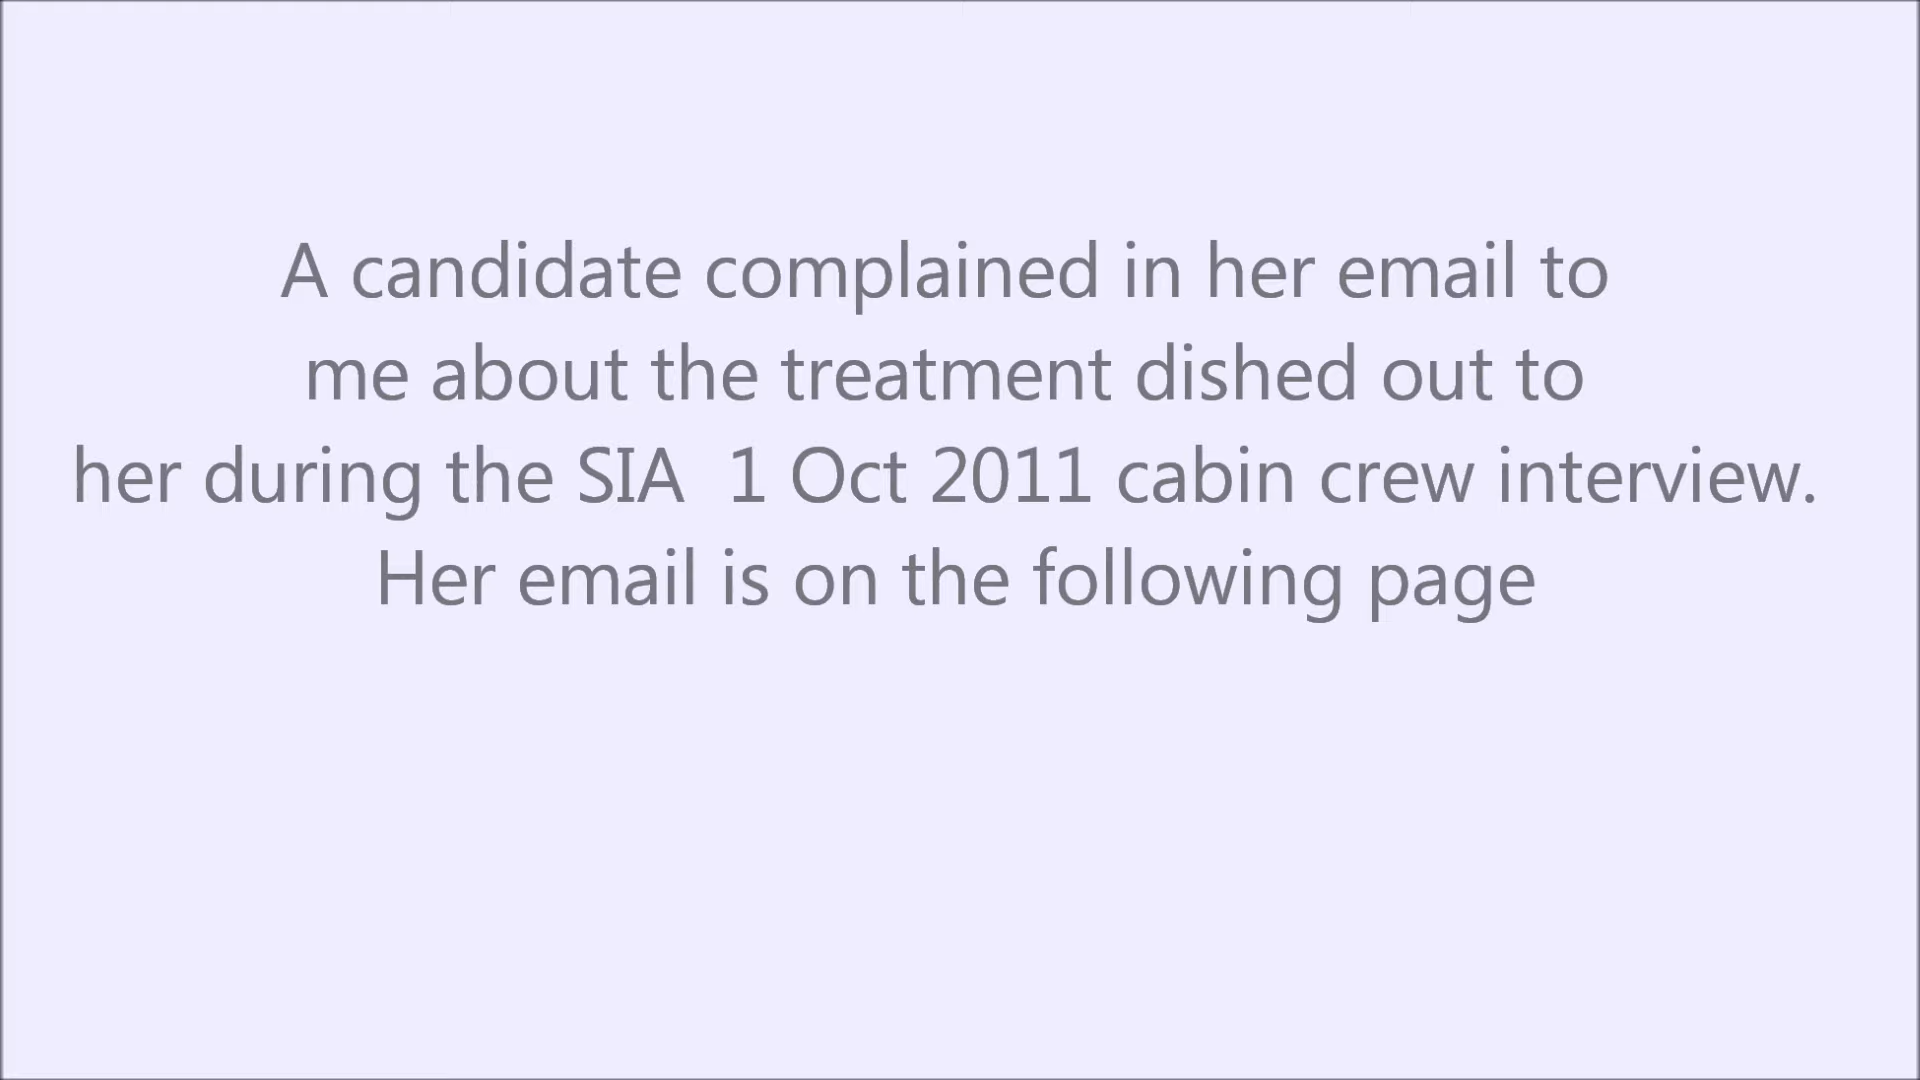 A candidate complained in her email to
me about the treatment dished out to
her during the SIA  1 Oct 2011 cabin crew interview.
Her email is on the following page